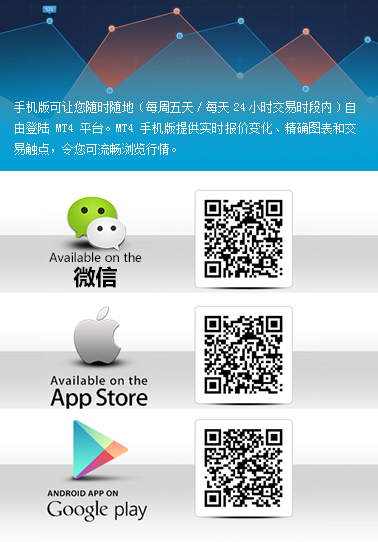 手机版可让您随时随地（每周五天 / 每天 24 小时交易时段内）自
由登陆 MT4 平台。MT4 手机版提供实时报价变化、精确图表和交
易触点，令您可流畅浏览行情。
Available on the
微信
Available on the
App Store
ANDROID APP ON
Google play